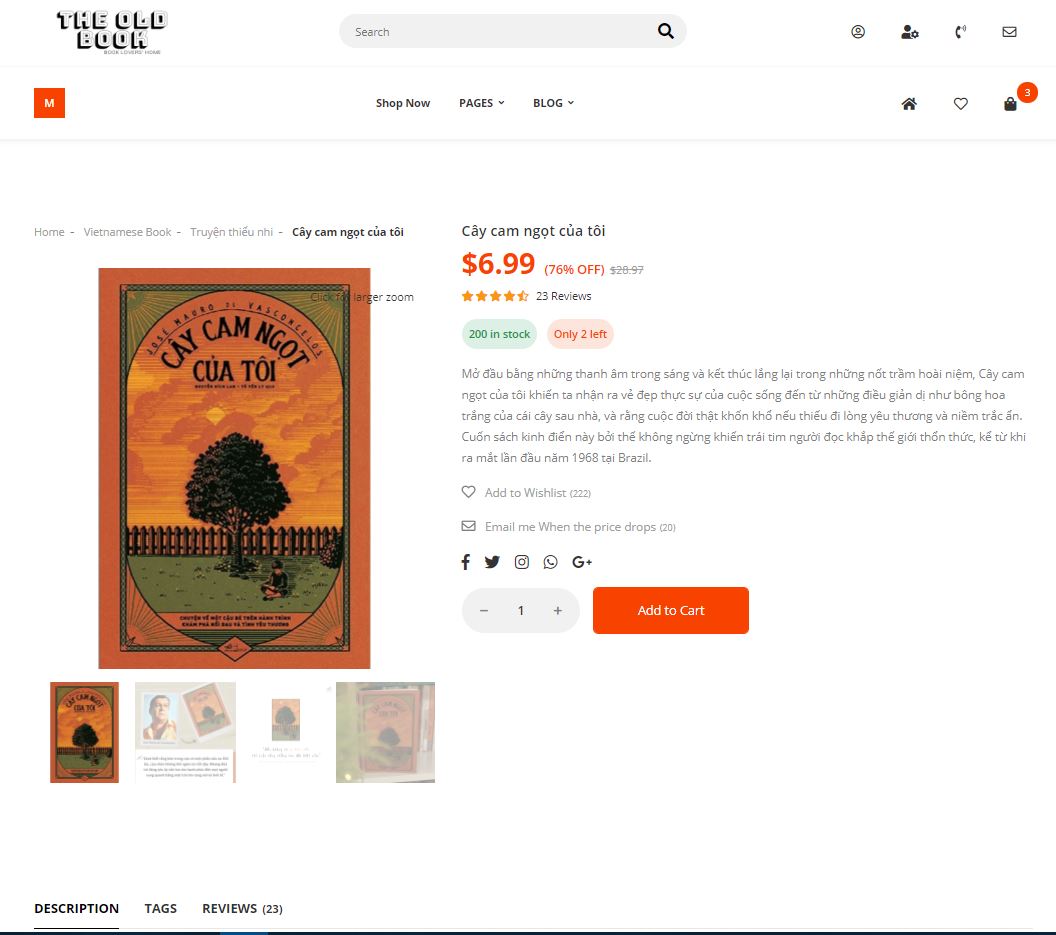 THE OLD
BOOK
BOOK LOVERS' HOME
Search
M
Shop Now
PAGES
BLOG
3
Home - Vietnamese Book - Truyện thiếu nhi - Cây cam ngọt của tôi
Click for larger zoom
JOSÉ MAURO DE VASCONCELOS
CÂY CAM NGỌT
CỦA TÔI
CHUYỆN VỀ MỘT CẬU BÉ TRÊN HÀNH TRÌNH
KHÁM PHÁ NỖI ĐAU VÀ TÌNH YÊU THƯƠNG
Cây cam ngọt của tôi
$6.99 (76% OFF) $28.97
23 Reviews
200 in stock
Only 2 left
Mở đầu bằng những thanh âm trong sáng và kết thúc lắng lại trong những nốt trầm hoài niệm, Cây cam
ngọt của tôi khiến ta nhận ra vẻ đẹp thực sự của cuộc sống đến từ những điều giản dị như bông hoa
trắng của cái cây sau nhà, và rằng cuộc đời thật khốn khổ nếu thiếu đi lòng yêu thương và niềm trắc ẩn.
Cuốn sách kinh điển này bởi thế không ngừng khiến trái tim người đọc khắp thế giới thổn thức, kể từ khi
ra mắt lần đầu năm 1968 tại Brazil.
Add to Wishlist (222)
Email me When the price drops (20)
− 1 +
Add to Cart
CÂY CAM NGỌT
CỦA TÔI
DESCRIPTION
TAGS
REVIEWS (23)